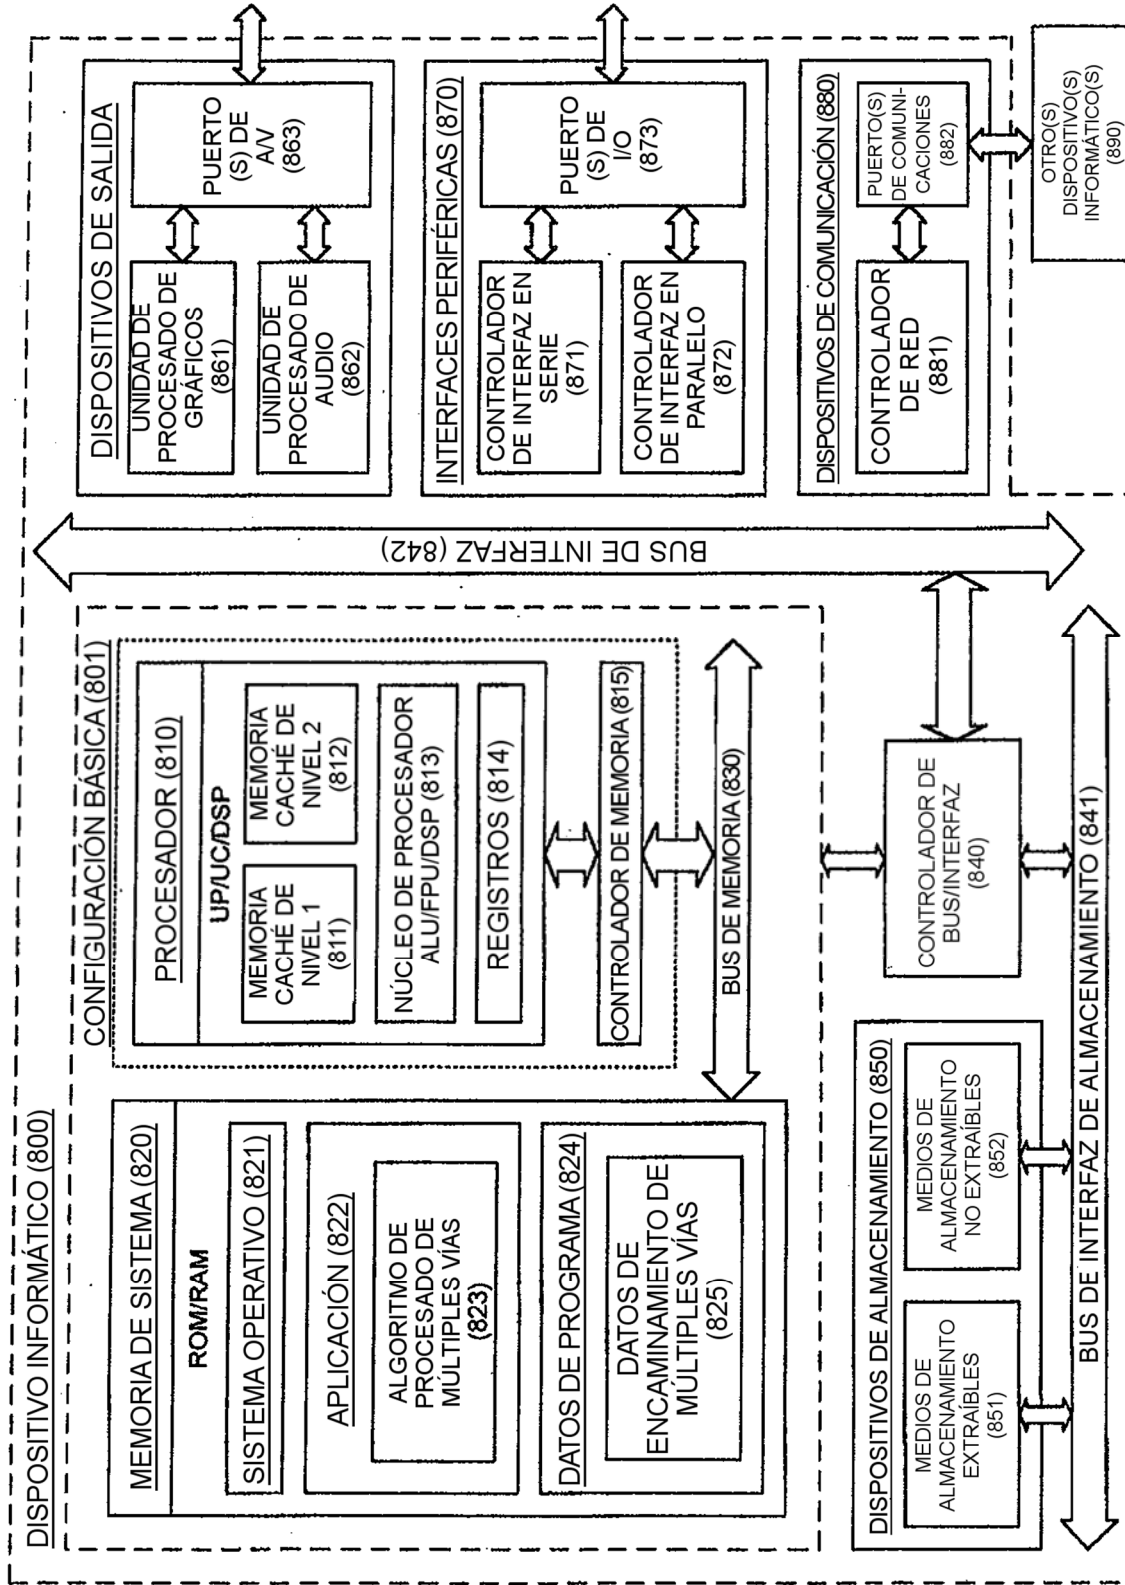 DISPOSITIVO INFORMÁTICO (800)
CONFIGURACIÓN BÁSICA (801)
MEMORIA DE SISTEMA (820)
ROM/RAM
SISTEMA OPERATIVO (821)
APLICACIÓN (822)
ALGORITMO DE
PROCESADO DE
MÚLTIPLES VÍAS
(823)
DATOS DE PROGRAMA (824)
DATOS DE
ENCAMINAMIENTO DE
MÚLTIPLES VÍAS
(825)
PROCESADOR (810)
UP/UC/DSP
MEMORIA
CACHÉ DE
NIVEL 1
(811)
MEMORIA
CACHÉ DE
NIVEL 2
(812)
NÚCLEO DE PROCESADOR
ALU/FPU/DSP (813)
REGISTROS (814)
CONTROLADOR DE MEMORIA (815)
BUS DE MEMORIA (830)
BUS DE INTERFAZ (842)
DISPOSITIVOS DE SALIDA
UNIDAD DE
PROCESADO DE
GRÁFICOS
(861)
UNIDAD DE
PROCESADO DE
AUDIO
(862)
PUERTO
(S) DE
A/V
(863)
INTERFACES PERIFÉRICAS (870)
CONTROLADOR
DE INTERFAZ EN
SERIE
(871)
CONTROLADOR
DE INTERFAZ EN
PARALELO
(872)
PUERTO
(S) DE
I/O
(873)
DISPOSITIVOS DE COMUNICACIÓN (880)
CONTROLADOR
DE RED
(881)
PUERTO(S)
DE COMUNI-
CACIONES
(882)
OTRO(S)
DISPOSITIVO(S)
INFORMÁTICO(S)
(890)
CONTROLADOR DE
BUS/INTERFAZ
(840)
DISPOSITIVOS DE ALMACENAMIENTO (850)
MEDIOS DE
ALMACENAMIENTO
EXTRAÍBLES
(851)
MEDIOS DE
ALMACENAMIENTO
NO EXTRAÍBLES
(852)
BUS DE INTERFAZ DE ALMACENAMIENTO (841)